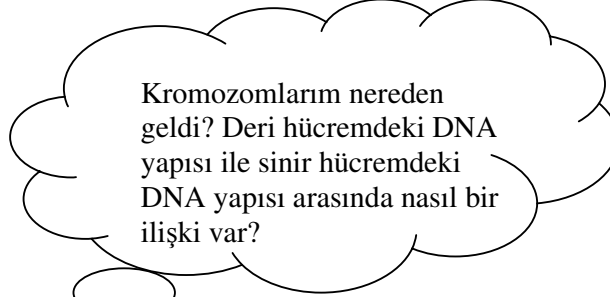 Kromozomlarım nereden
geldi? Deri hücremdeki DNA
yapısı ile sinir hücremdeki
DNA yapısı arasında nasıl bir
ilişki var?